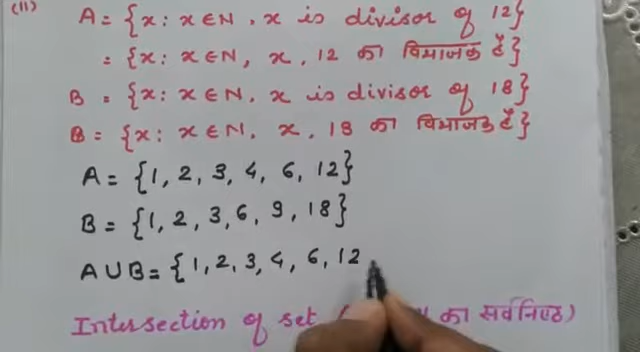 (II)
A = {x : x ∈ N, x is divisor of 12}
= {x : x ∈ N, x, 12 का विभाजक है}
B = {x : x ∈ N, x is divisor of 18}
B = {x : x ∈ N, x, 18 का विभाजक है}
A = {1, 2, 3, 4, 6, 12}
B = {1, 2, 3, 6, 9, 18}
A ∪ B = {1, 2, 3, 4, 6, 12
Intersection of set ( का सर्वनिष्ठ)